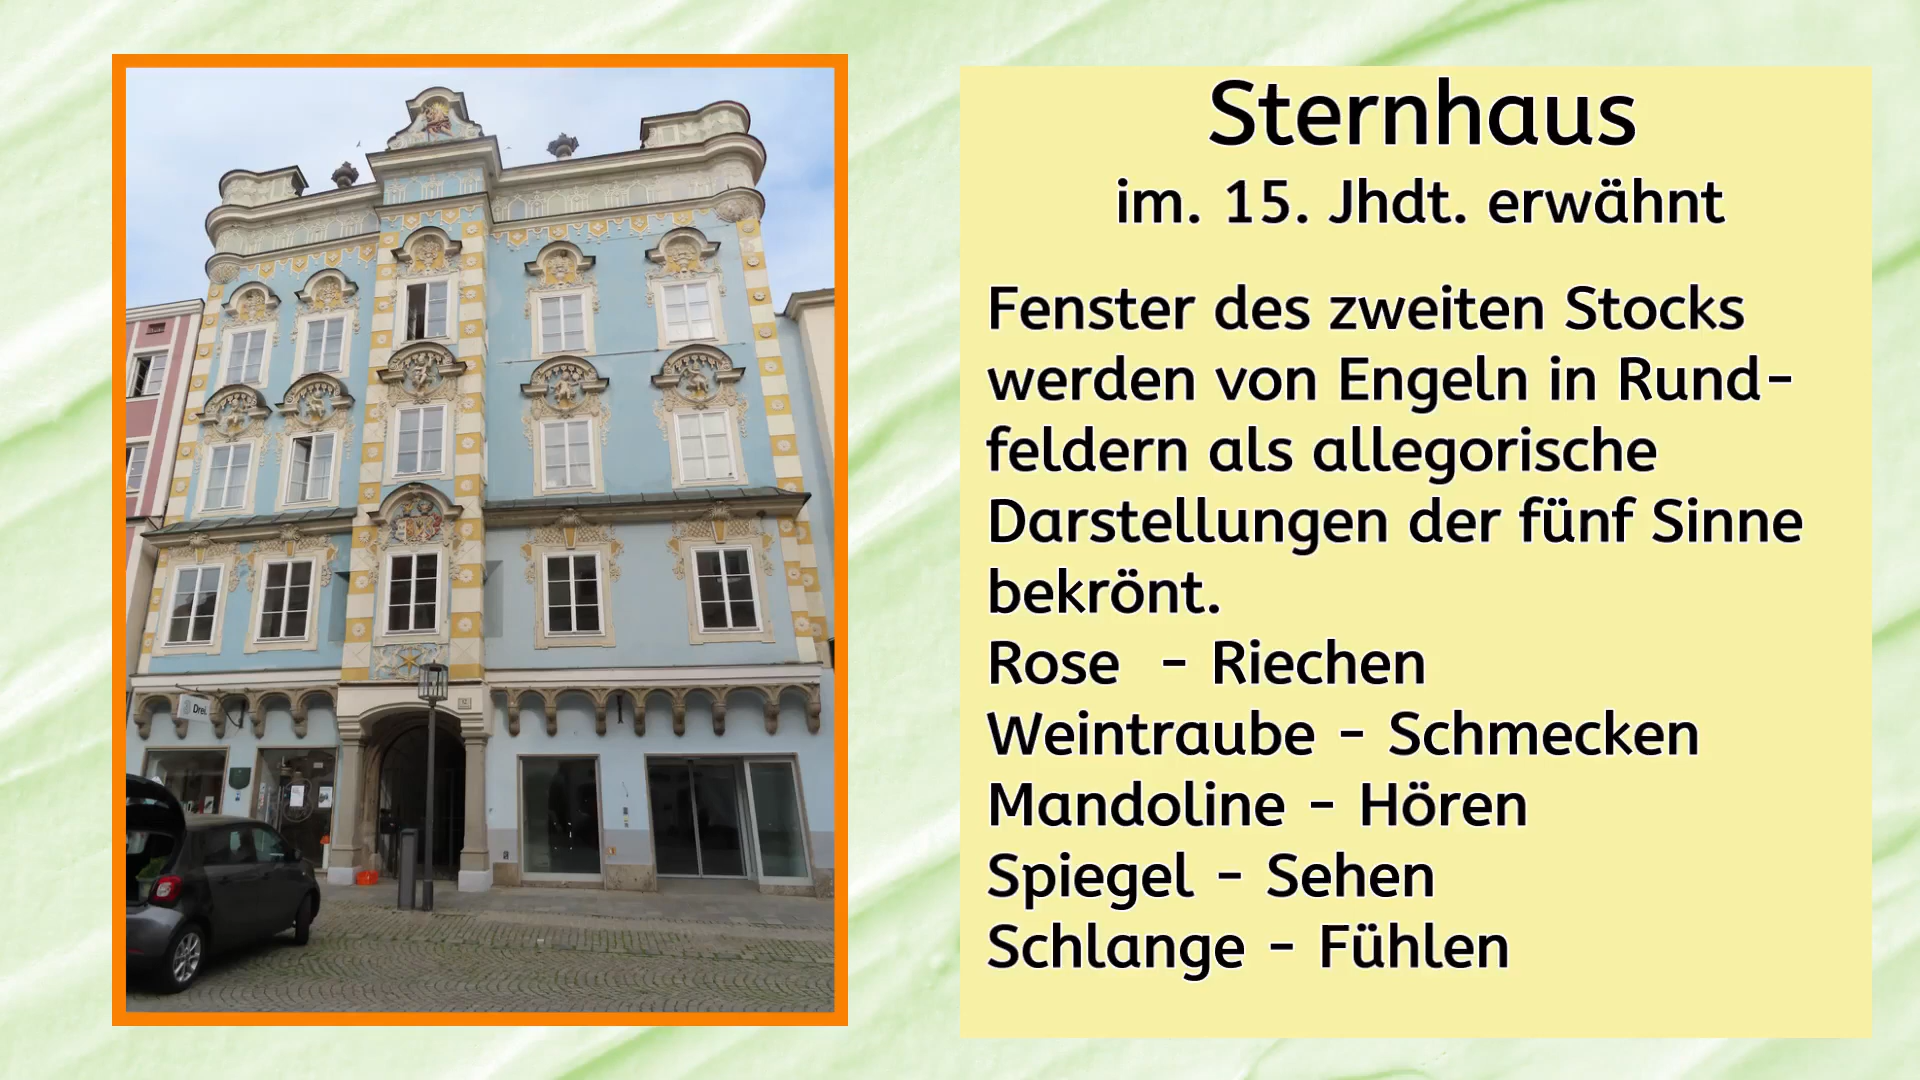 Sternhaus
im. 15. Jhdt. erwähnt
Fenster des zweiten Stocks
werden von Engeln in Rund-
feldern als allegorische
Darstellungen der fünf Sinne
bekrönt.
Rose - Riechen
Weintraube - Schmecken
Mandoline - Hören
Spiegel - Sehen
Schlange - Fühlen
Drei